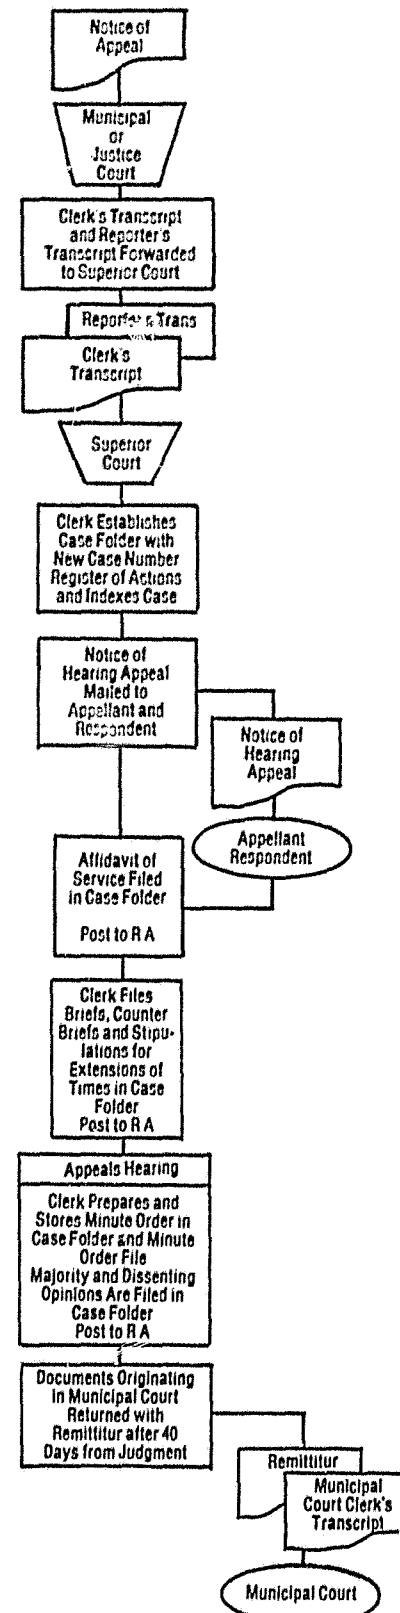 Notice of
Appeal
Municipal
or
Justice
Court
Clerk's Transcript
and Reporter's
Transcript Forwarded
to Superior Court
Reporter's Trans
Clerk's
Transcript
Superior
Court
Clerk Establishes
Case Folder with
New Case Number
Register of Actions
and Indexes Case
Notice of
Hearing Appeal
Mailed to
Appellant and
Respondent
Notice of
Hearing
Appeal
Appellant
Respondent
Affidavit of
Service Filed
in Case Folder
Post to R A
Clerk Files
Briefs, Counter
Briefs and Stipu-
lations for
Extensions of
Times in Case
Folder
Post to R A
Appeals Hearing
Clerk Prepares and
Stores Minute Order in
Case Folder and Minute
Order File
Majority and Dissenting
Opinions Are Filed in
Case Folder
Post to R A
Documents Originating
in Municipal Court
Returned with
Remittitur after 40
Days from Judgment
Remittitur
Municipal
Court Clerk's
Transcript
Municipal Court